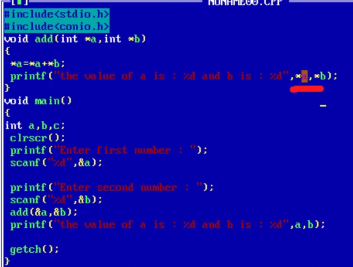 NONAME00.CPP
#include<stdio.h>
#include<conio.h>
void add(int *a,int *b)
{
*a=*a+*b;
printf("the value of a is : %d and b is : %d",*a,*b);
}
void main()
{
int a,b,c;
clrscr();
printf("Enter first number : ");
scanf("%d",&a);
printf("Enter second number : ");
scanf("%d",&b);
add(&a,&b);
printf("the value of a is : %d and b is : %d",a,b);
getch();
}